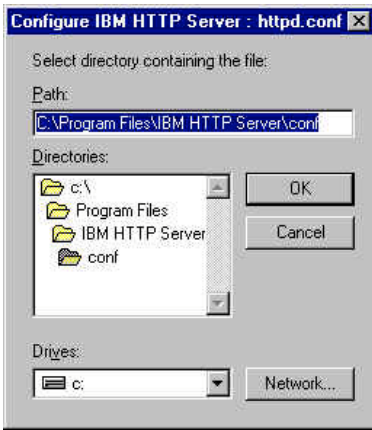 Configure IBM HTTP Server : httpd.conf
Select directory containing the file:
Path:
C:\Program Files\IBM HTTP Server\conf
Directories:
c:\
Program Files
IBM HTTP Server
conf
OK
Cancel
Drives:
c:
Network...